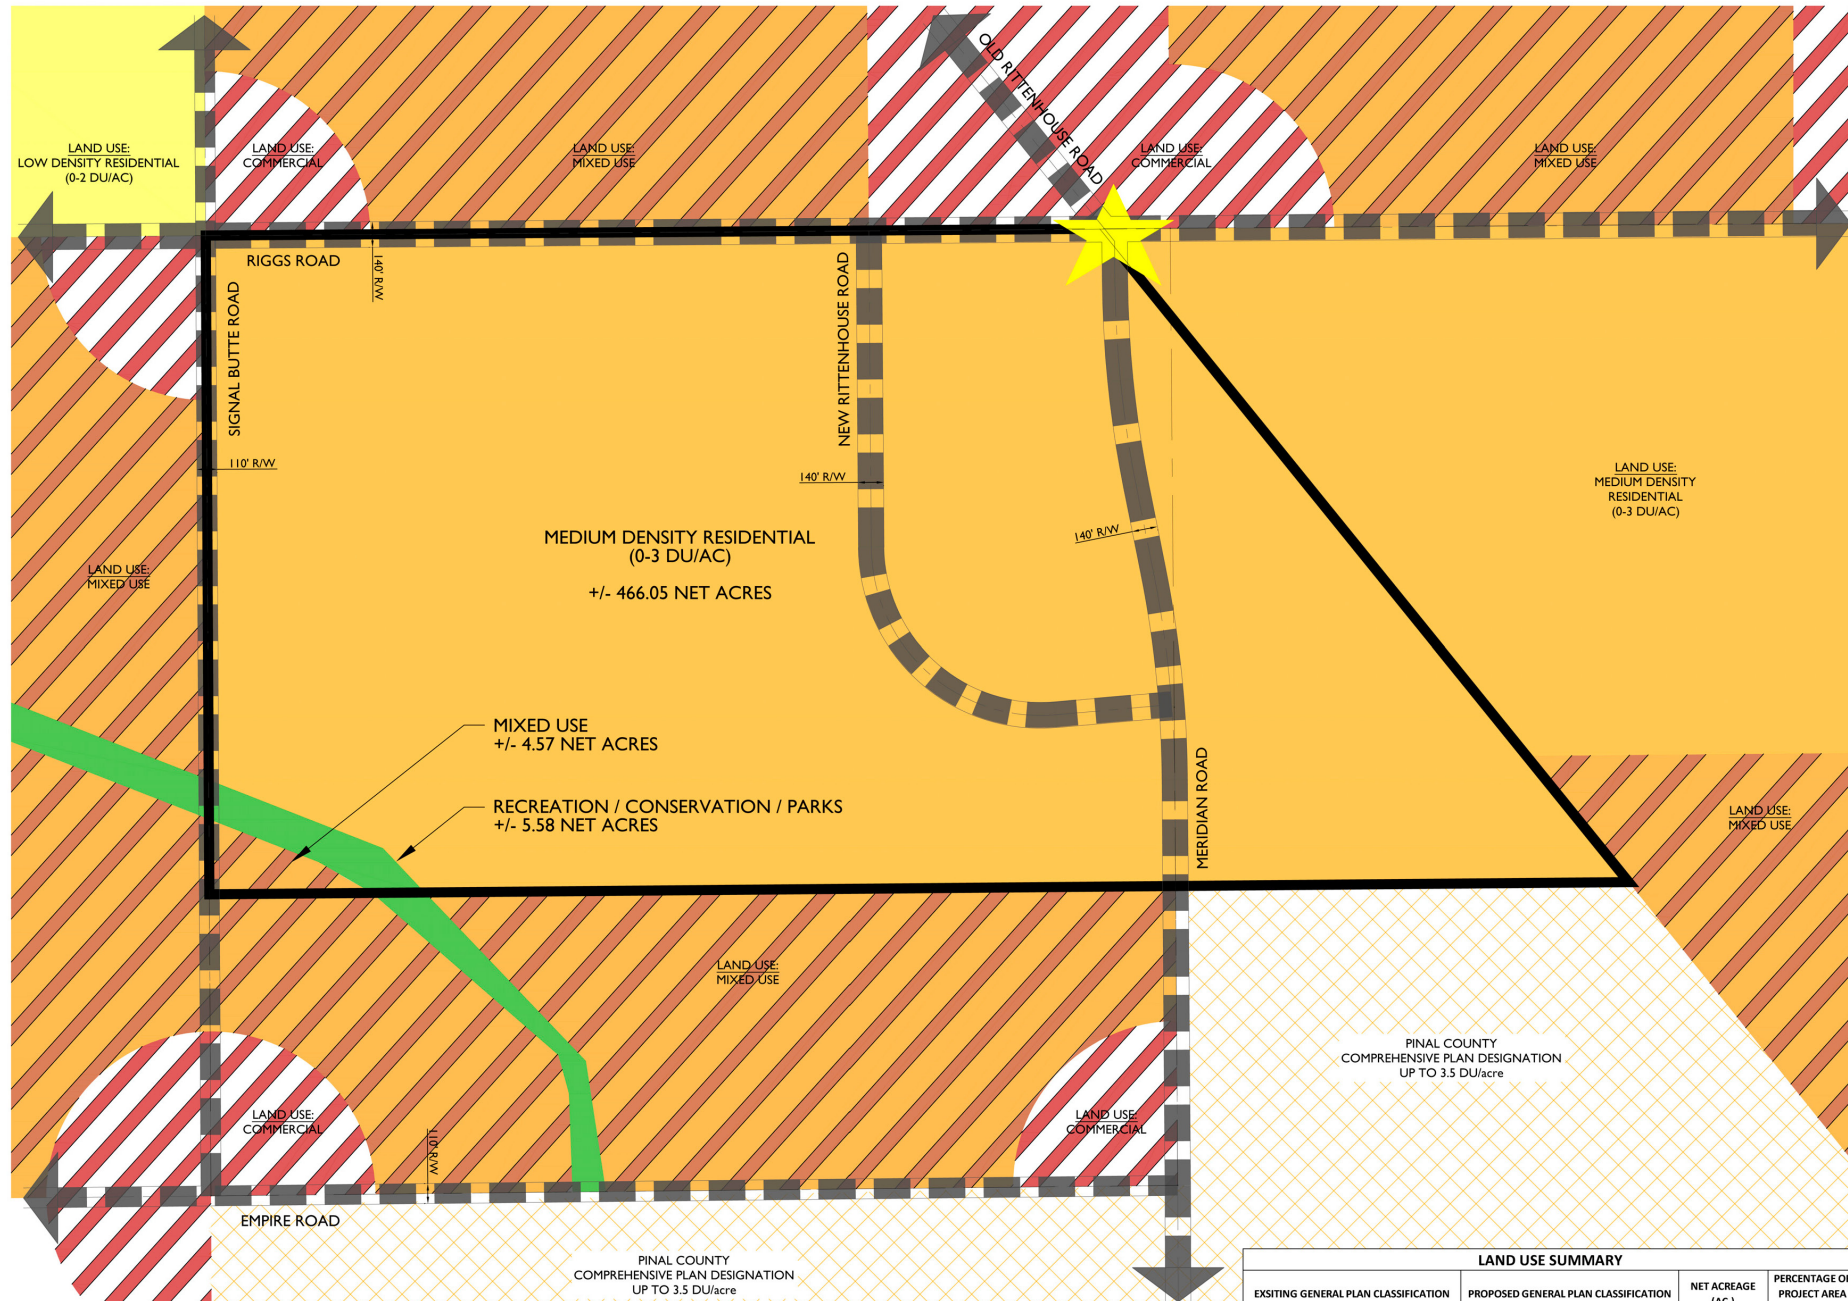 OLD RITTENHOUSE ROAD
LAND USE:
LOW DENSITY RESIDENTIAL
(0-2 DU/AC)
LAND USE:
COMMERCIAL
LAND USE:
MIXED USE
LAND USE:
COMMERCIAL
LAND USE:
MIXED USE
RIGGS ROAD
140' R/W
SIGNAL BUTTE ROAD
110' R/W
NEW RITTENHOUSE ROAD
140' R/W
140' R/W
LAND USE:
MEDIUM DENSITY
RESIDENTIAL
(0-3 DU/AC)
MEDIUM DENSITY RESIDENTIAL
(0-3 DU/AC)
+/- 466.05 NET ACRES
LAND USE:
MIXED USE
MIXED USE
+/- 4.57 NET ACRES
RECREATION / CONSERVATION / PARKS
+/- 5.58 NET ACRES
MERIDIAN ROAD
LAND USE:
MIXED USE
LAND USE:
MIXED USE
PINAL COUNTY
COMPREHENSIVE PLAN DESIGNATION
UP TO 3.5 DU/acre
LAND USE:
COMMERCIAL
110' R/W
LAND USE:
COMMERCIAL
EMPIRE ROAD
PINAL COUNTY
COMPREHENSIVE PLAN DESIGNATION
UP TO 3.5 DU/acre
LAND USE SUMMARY
EXSITING GENERAL PLAN CLASSIFICATION
PROPOSED GENERAL PLAN CLASSIFICATION
NET ACREAGE
(AC.)
PERCENTAGE OF
PROJECT AREA